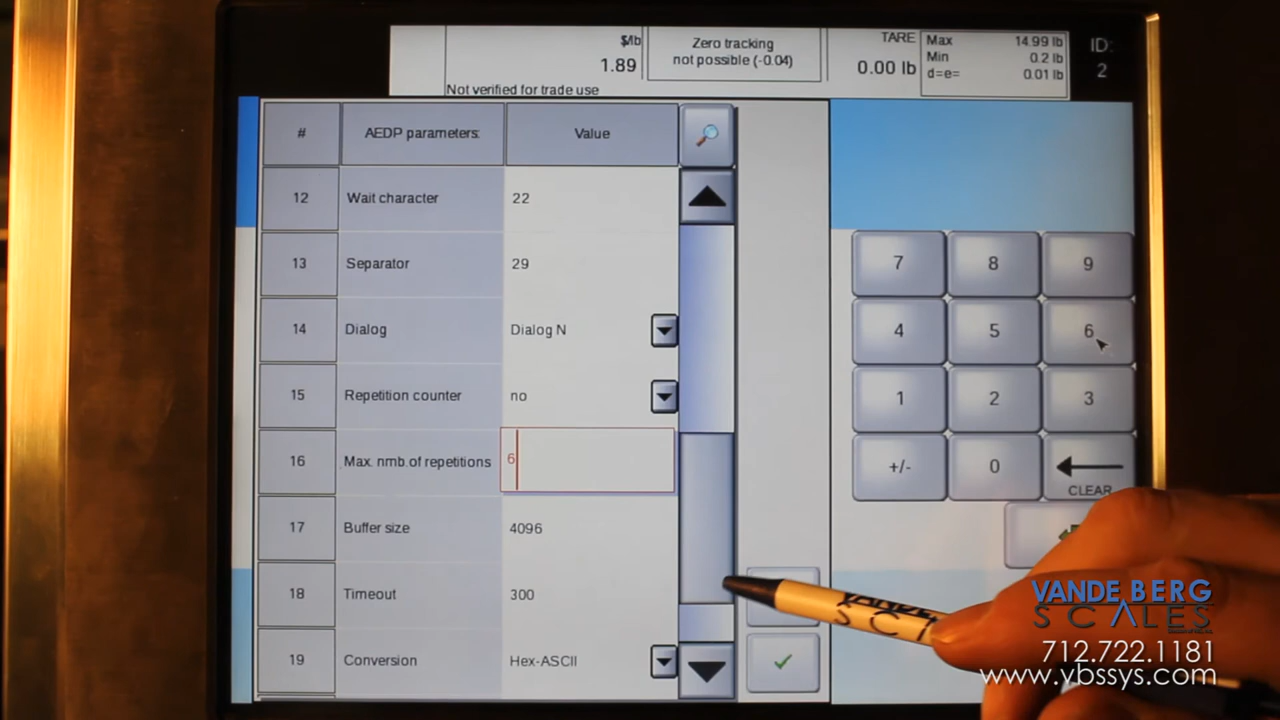 $/lb
1.89
Not verified for trade use
Zero tracking
not possible (-0.04)
TARE
0.00 lb
Max 14.99 lb
Min 0.2 lb
d=e= 0.01 lb
ID:
2
# AEDP parameters: Value
12 Wait character 22
13 Separator 29
14 Dialog Dialog N
15 Repetition counter no
16 Max. nmb.of repetitions 6
17 Buffer size 4096
18 Timeout 300
19 Conversion Hex-ASCII
7 8 9
4 5 6
1 2 3
+/- 0
CLEAR
VANDE BERG
SCALES
712.722.1181
www.vbssys.com